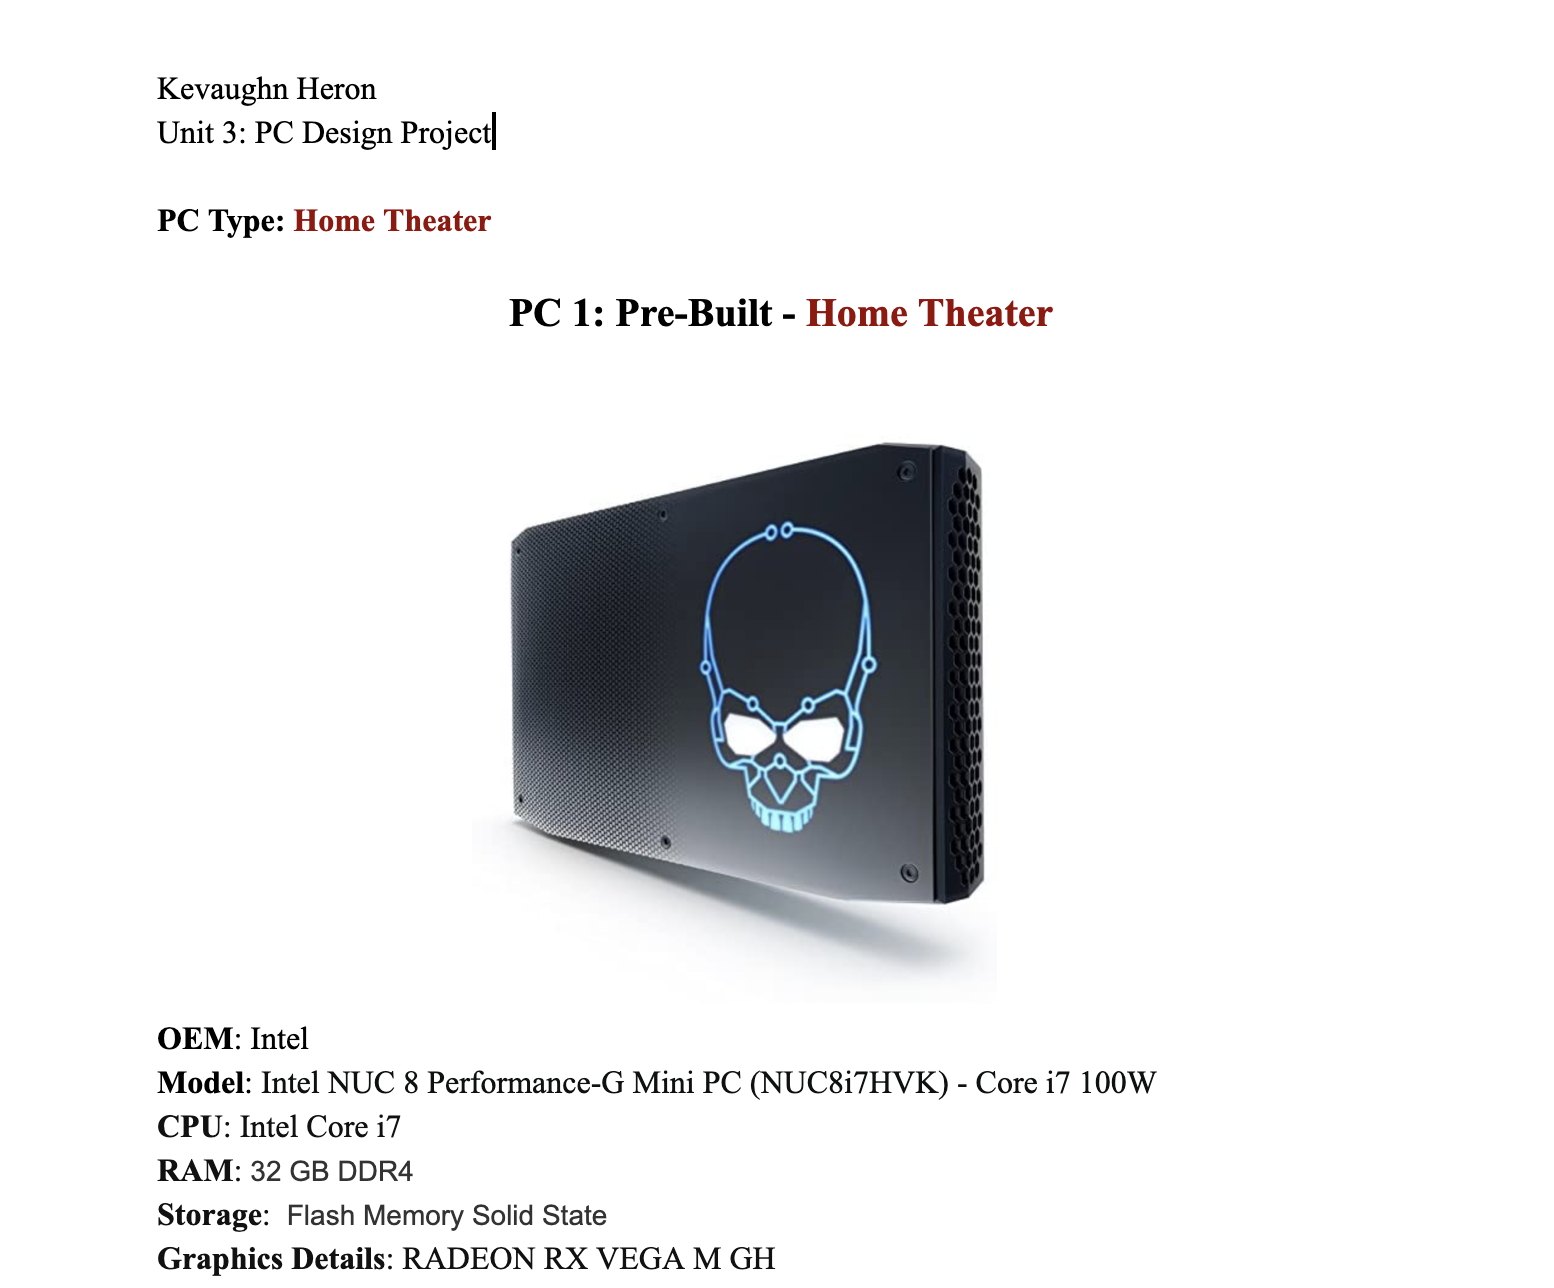 Kevaughn Heron
Unit 3: PC Design Project
PC Type: Home Theater
PC 1: Pre-Built - Home Theater
OEM: Intel
Model: Intel NUC 8 Performance-G Mini PC (NUC8i7HVK) - Core i7 100W
CPU: Intel Core i7
RAM: 32 GB DDR4
Storage:  Flash Memory Solid State
Graphics Details: RADEON RX VEGA M GH